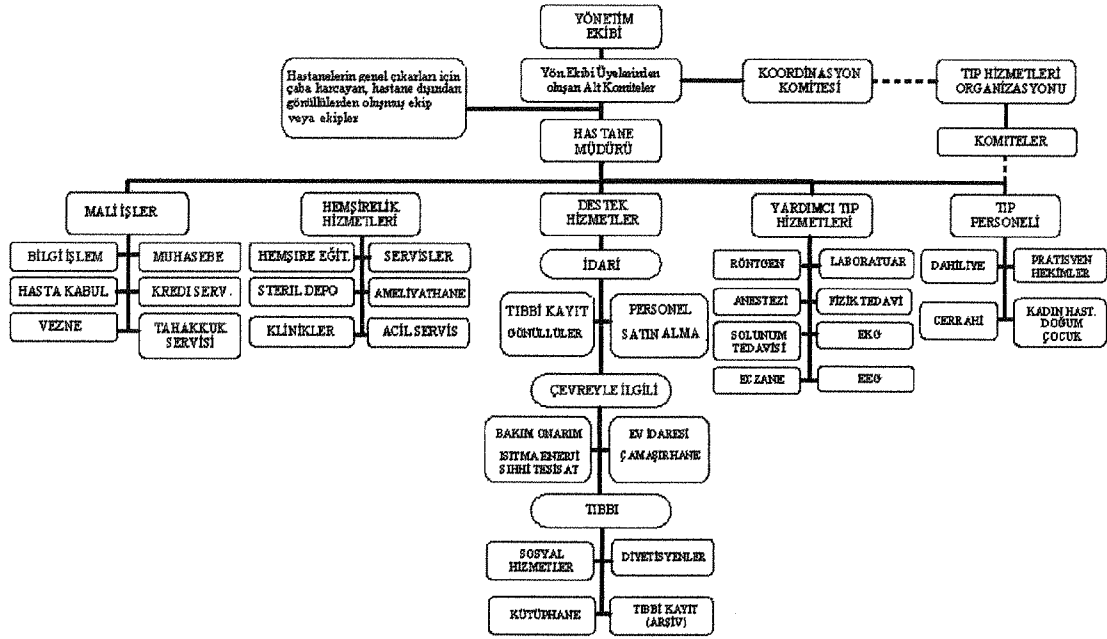 YÖNETİM
EKİBİ
Hastanelerin genel çıkarları için
çaba harcayan, hastane dışından
gönüllülerden oluşmuş ekip
veya ekipler
Yön Ekibi Üyelerinden
oluşan Alt Komiteler
KOORDİNASYON
KOMİTESİ
TIP HİZMETLERİ
ORGANİZASYONU
KOMİTELER
HASTANE
MÜDÜRÜ
MALİ İŞLER
BİLGİ İŞLEM
MUHASEBE
HASTA KABUL
KREDİ SERV.
VEZNE
TAHAKKUK
SERVİSİ
HEMŞİRELİK
HİZMETLERİ
HEMŞIRE EĞİT.
SERVİSLER
STERIL DEPO
AMELİYATHANE
KLİNİKLER
ACİL SERVİS
DESTEK
HİZMETLER
İDARİ
TIBBİ KAYIT
GÖNÜLLÜLER
PERSONEL
SATIN ALMA
ÇEVREYLE İLGİLİ
BAKIM ONARIM
ISITMA ENERJİ
SIHHİ TESİSAT
EV İDARESİ
ÇAMAŞIRHANE
TIBBI
SOSYAL
HİZMETLER
DİYETİSYENLER
KÜTÜPHANE
TIBBİ KAYIT
(ARŞİV)
YARDIMCI TIP
HİZMETLERİ
RÖNTGEN
LABORATUAR
ANESTEZİ
FİZİK TEDAVİ
SOLUNUM
TEDAVİSİ
EKG
ECZANE
EEG
TIP
PERSONELİ
DAHİLİYE
PRATİSYEN
HEKİMLER
CERRAHİ
KADIN HAST.
DOĞUM
ÇOCUK